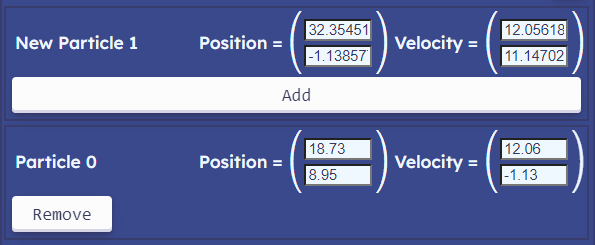 New Particle 1 Position = ( 32.35451 -1.13857 ) Velocity = ( 12.05618 11.14702 )
Add
Particle 0 Position = ( 18.73 8.95 ) Velocity = ( 12.06 -1.13 )
Remove